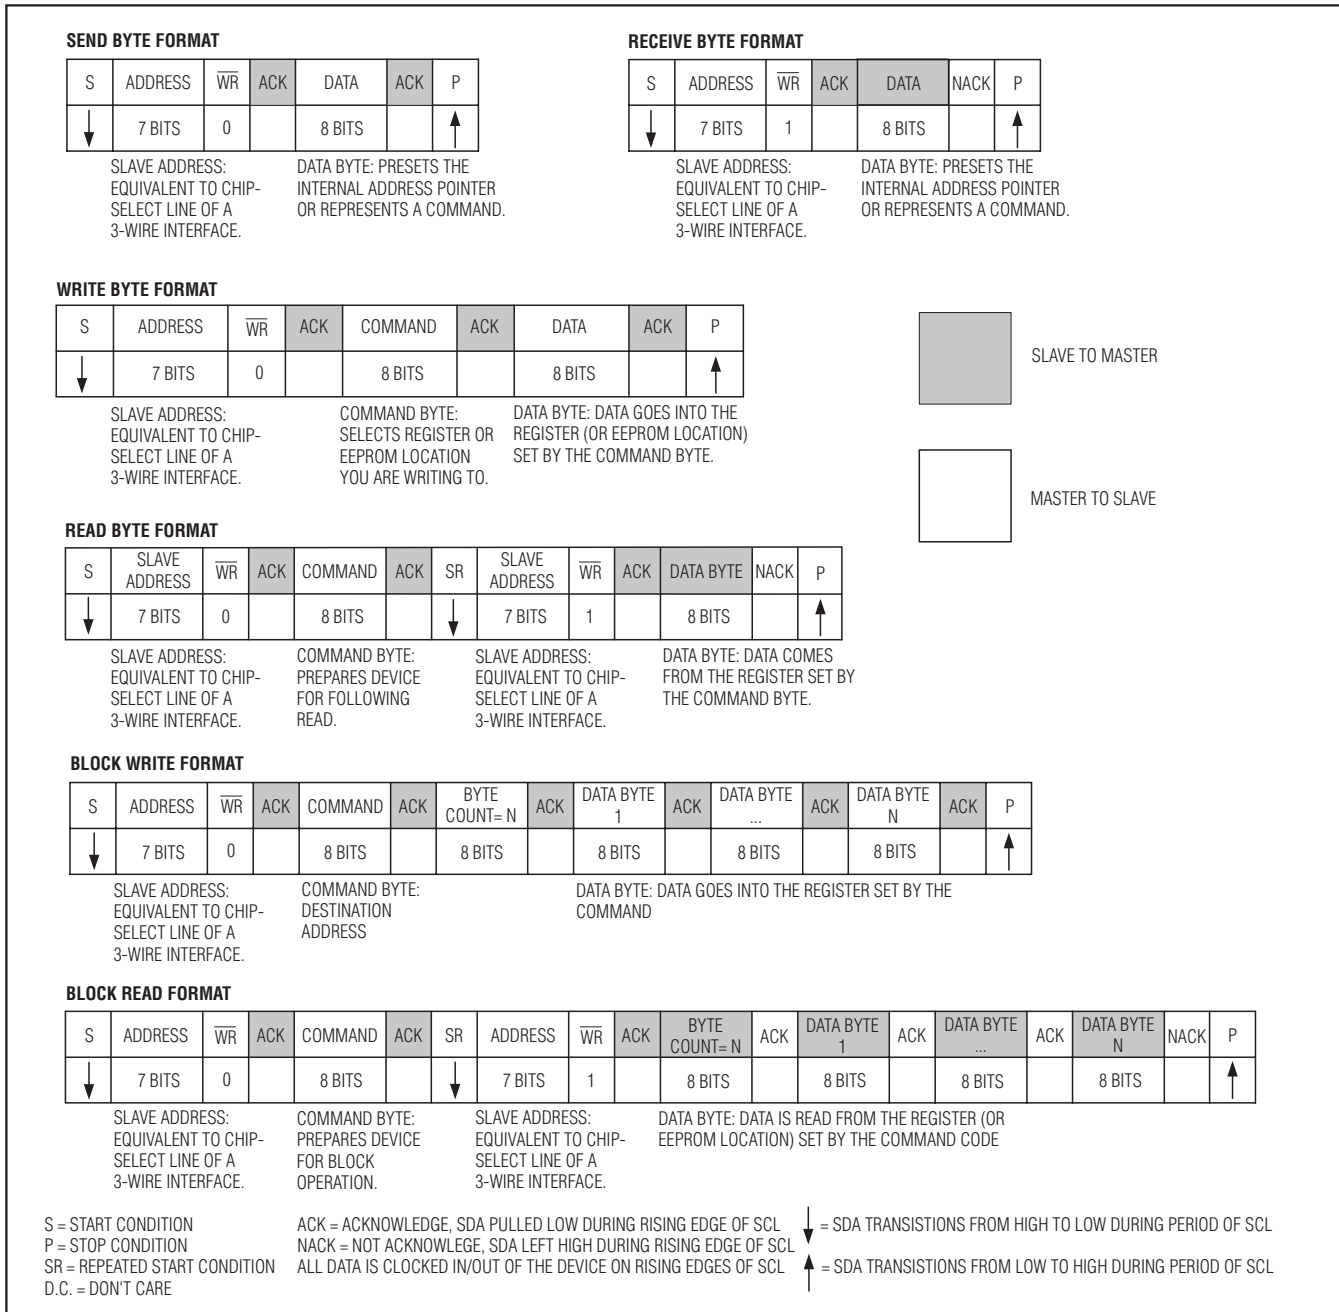 SEND BYTE FORMAT
S ADDRESS WR ACK DATA ACK P
7 BITS 0 8 BITS
SLAVE ADDRESS:
EQUIVALENT TO CHIP-
SELECT LINE OF A
3-WIRE INTERFACE.
DATA BYTE: PRESETS THE
INTERNAL ADDRESS POINTER
OR REPRESENTS A COMMAND.
RECEIVE BYTE FORMAT
S ADDRESS WR ACK DATA NACK P
7 BITS 1 8 BITS
SLAVE ADDRESS:
EQUIVALENT TO CHIP-
SELECT LINE OF A
3-WIRE INTERFACE.
DATA BYTE: PRESETS THE
INTERNAL ADDRESS POINTER
OR REPRESENTS A COMMAND.
WRITE BYTE FORMAT
S ADDRESS WR ACK COMMAND ACK DATA ACK P
7 BITS 0 8 BITS 8 BITS
SLAVE ADDRESS:
EQUIVALENT TO CHIP-
SELECT LINE OF A
3-WIRE INTERFACE.
COMMAND BYTE:
SELECTS REGISTER OR
EEPROM LOCATION
YOU ARE WRITING TO.
DATA BYTE: DATA GOES INTO THE
REGISTER (OR EEPROM LOCATION)
SET BY THE COMMAND BYTE.
SLAVE TO MASTER
MASTER TO SLAVE
READ BYTE FORMAT
S SLAVE ADDRESS WR ACK COMMAND ACK SR SLAVE ADDRESS WR ACK DATA BYTE NACK P
7 BITS 0 8 BITS 7 BITS 1 8 BITS
SLAVE ADDRESS:
EQUIVALENT TO CHIP-
SELECT LINE OF A
3-WIRE INTERFACE.
COMMAND BYTE:
PREPARES DEVICE
FOR FOLLOWING
READ.
SLAVE ADDRESS:
EQUIVALENT TO CHIP-
SELECT LINE OF A
3-WIRE INTERFACE.
DATA BYTE: DATA COMES
FROM THE REGISTER SET BY
THE COMMAND BYTE.
BLOCK WRITE FORMAT
S ADDRESS WR ACK COMMAND ACK BYTE COUNT= N ACK DATA BYTE 1 ACK DATA BYTE ... ACK DATA BYTE N ACK P
7 BITS 0 8 BITS 8 BITS 8 BITS 8 BITS 8 BITS
SLAVE ADDRESS:
EQUIVALENT TO CHIP-
SELECT LINE OF A
3-WIRE INTERFACE.
COMMAND BYTE:
DESTINATION
ADDRESS
DATA BYTE: DATA GOES INTO THE REGISTER SET BY THE
COMMAND
BLOCK READ FORMAT
S ADDRESS WR ACK COMMAND ACK SR ADDRESS WR ACK BYTE COUNT= N ACK DATA BYTE 1 ACK DATA BYTE ... ACK DATA BYTE N NACK P
7 BITS 0 8 BITS 7 BITS 1 8 BITS 8 BITS 8 BITS 8 BITS
SLAVE ADDRESS:
EQUIVALENT TO CHIP-
SELECT LINE OF A
3-WIRE INTERFACE.
COMMAND BYTE:
PREPARES DEVICE
FOR BLOCK
OPERATION.
SLAVE ADDRESS:
EQUIVALENT TO CHIP-
SELECT LINE OF A
3-WIRE INTERFACE.
DATA BYTE: DATA IS READ FROM THE REGISTER (OR
EEPROM LOCATION) SET BY THE COMMAND CODE
S = START CONDITION
P = STOP CONDITION
SR = REPEATED START CONDITION
D.C. = DON'T CARE
ACK = ACKNOWLEDGE, SDA PULLED LOW DURING RISING EDGE OF SCL
NACK = NOT ACKNOWLEGE, SDA LEFT HIGH DURING RISING EDGE OF SCL
ALL DATA IS CLOCKED IN/OUT OF THE DEVICE ON RISING EDGES OF SCL
= SDA TRANSISTIONS FROM HIGH TO LOW DURING PERIOD OF SCL
= SDA TRANSISTIONS FROM LOW TO HIGH DURING PERIOD OF SCL